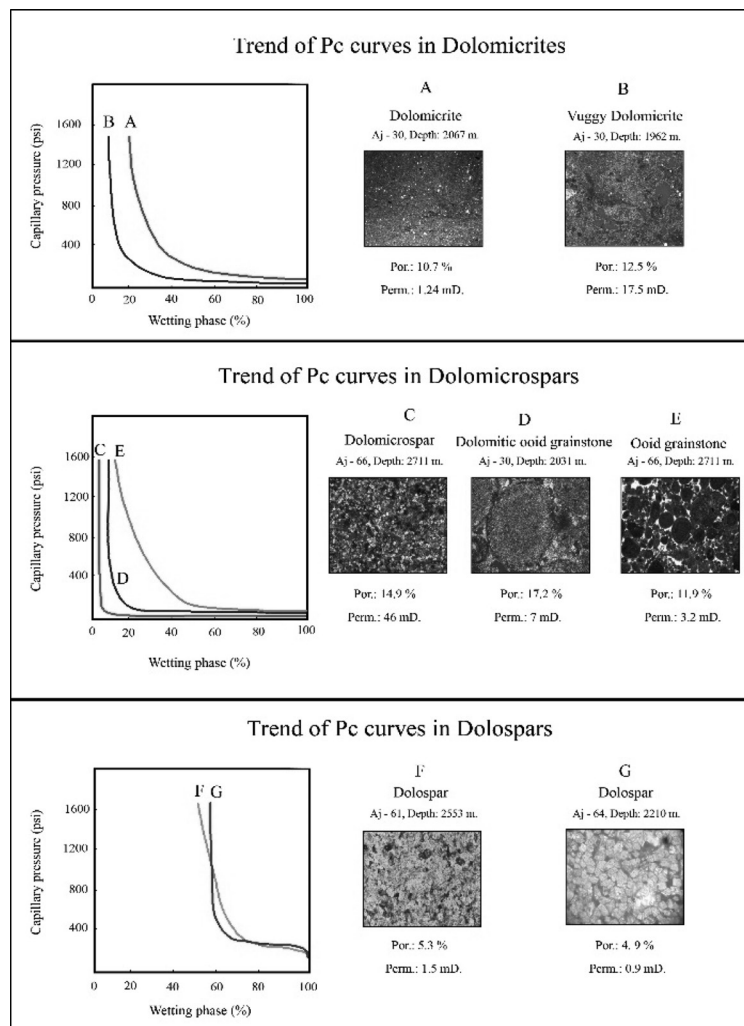 Trend of Pc curves in Dolomicrites
Capillary pressure (psi)
1600
1200
800
400
B A
0 20 40 60 80 100
Wetting phase (%)
A
Dolomicrite
Aj - 30, Depth: 2067 m.
Por.: 10.7 %
Perm.: 1.24 mD.
B
Vuggy Dolomicrite
Aj - 30, Depth: 1962 m.
Por.: 12.5 %
Perm.: 17.5 mD.
Trend of Pc curves in Dolomicrospars
Capillary pressure (psi)
1600
1200
800
400
C E
D
0 20 40 60 80 100
Wetting phase (%)
C
Dolomicrospar
Aj - 66, Depth: 2711 m.
Por.: 14,9 %
Perm.: 46 mD.
D
Dolomitic ooid grainstone
Aj - 30, Depth: 2031 m.
Por.: 17,2 %
Perm.: 7 mD.
E
Ooid grainstone
Aj - 66, Depth: 2711 m.
Por.: 11,9 %
Perm.: 3.2 mD.
Trend of Pc curves in Dolospars
Capillary pressure (psi)
1600
1200
800
400
F G
0 20 40 60 80 100
Wetting phase (%)
F
Dolospar
Aj - 61, Depth: 2553 m.
Por.: 5.3 %
Perm.: 1.5 mD.
G
Dolospar
Aj - 64, Depth: 2210 m.
Por.: 4. 9 %
Perm.: 0.9 mD.